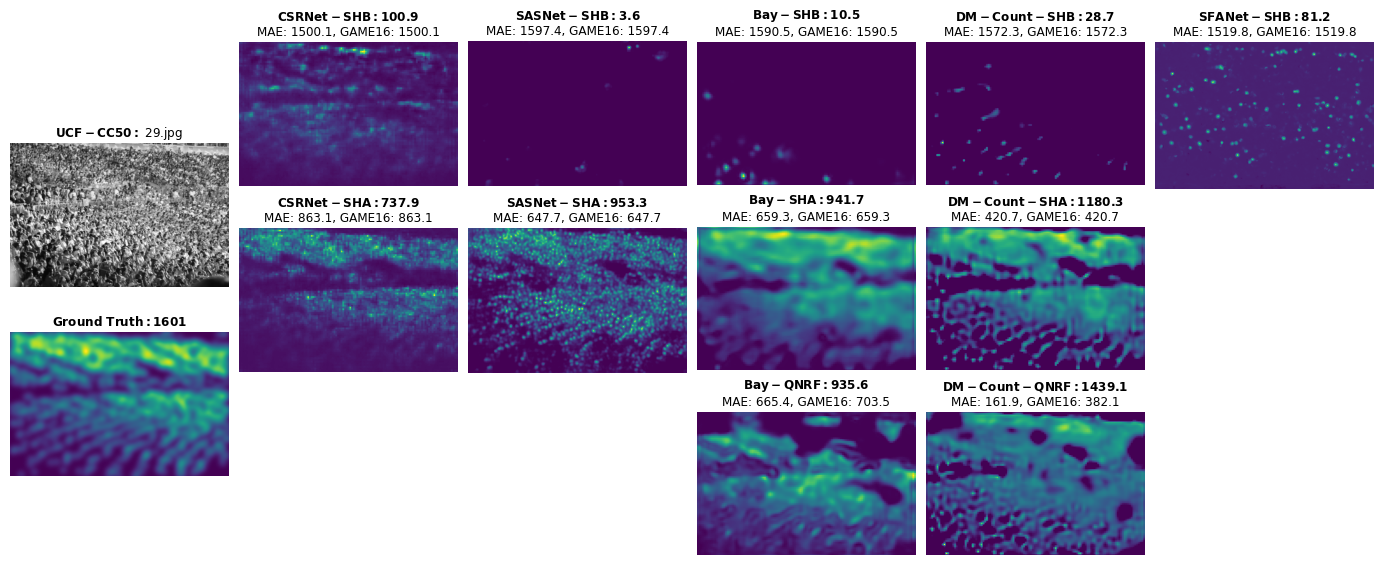 CSRNet − SHB : 100.9
MAE: 1500.1, GAME16: 1500.1
SASNet − SHB : 3.6
MAE: 1597.4, GAME16: 1597.4
Bay − SHB : 10.5
MAE: 1590.5, GAME16: 1590.5
DM − Count − SHB : 28.7
MAE: 1572.3, GAME16: 1572.3
SFANet − SHB : 81.2
MAE: 1519.8, GAME16: 1519.8
UCF − CC50 : 29.jpg
CSRNet − SHA : 737.9
MAE: 863.1, GAME16: 863.1
SASNet − SHA : 953.3
MAE: 647.7, GAME16: 647.7
Bay − SHA : 941.7
MAE: 659.3, GAME16: 659.3
DM − Count − SHA : 1180.3
MAE: 420.7, GAME16: 420.7
Ground Truth : 1601
Bay − QNRF : 935.6
MAE: 665.4, GAME16: 703.5
DM − Count − QNRF : 1439.1
MAE: 161.9, GAME16: 382.1